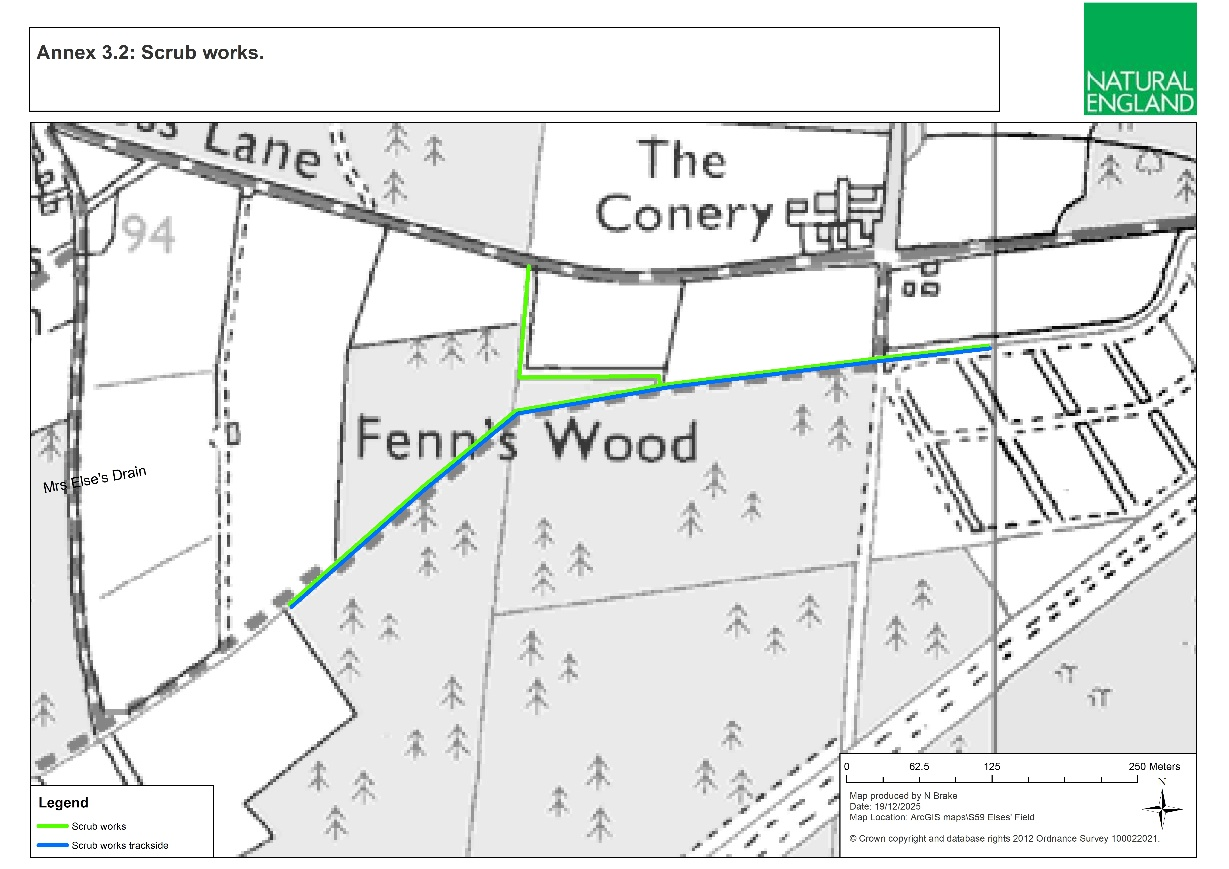 Annex 3.2: Scrub works.
NATURAL
ENGLAND
Lane
The
Conery
94
Fenn's Wood
Mrs Else's Drain
Legend
Scrub works
Scrub works trackside
0 62.5 125 250 Meters
Map produced by N Brake
Date: 19/12/2025
Map Location: ArcGIS maps\S59 Elses' Field
© Crown copyright and database rights 2012 Ordnance Survey 100022021.